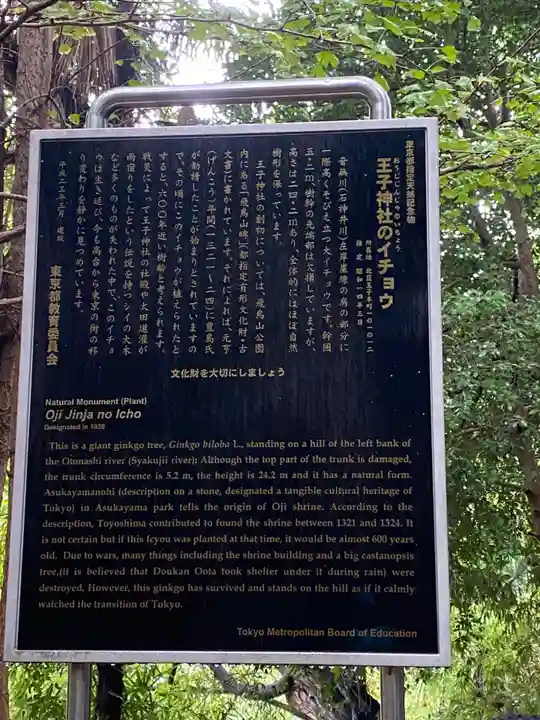 東京都指定天然記念物
おうじじんじゃのいちょう
王子神社のイチョウ
所在地 北区王子本町一の一の一二
指定 昭和一四年三月
音無川(石神井川)左岸崖線の肩の部分に
一際高くそびえ立つ大イチョウです。幹囲
五・二m、樹幹の先端部は欠損していますが、
高さは二四・二mあり、全体的にはほぼ自然
樹形を保っています。
王子神社の創初については、飛鳥山公園
内にある「飛鳥山碑」(都指定有形文化財・古
文書)に書かれています。それによれば、元亨
(げんこう)年間(一三二一～二四)に豊島氏
が勧請したことが始まりとされていますの
で、その頃にこのイチョウが植えられたと
すると、六〇〇年近い樹齢と考えられます。
戦災によって王子神社の社殿や太田道灌が
雨宿りをしたという伝説を持つシイの大木
など多くのものが失われた中で、このイチョ
ウは生き延び、今も高台から東京の街の移
り変わりを静かに見つめています。
平成二三年三月 建設
東京都教育委員会
文化財を大切にしましょう
Natural Monument (Plant)
Oji Jinja no Icho
Designated in 1939
This is a giant ginkgo tree, Ginkgo biloba L., standing on a hill of the left bank of
the Otonashi river (Syakujii river). Although the top part of the trunk is damaged,
the trunk circumference is 5.2 m, the height is 24.2 m and it has a natural form.
Asukayamanohi (description on a stone, designated a tangible cultural heritage of
Tokyo) in Asukayama park tells the origin of Oji shrine. According to the
description, Toyoshima contributed to found the shrine between 1321 and 1324. It
is not certain but if this Icyou was planted at that time, it would be almost 600 years
old. Due to wars, many things including the shrine building and a big castanopsis
tree,(it is believed that Doukan Oota took shelter under it during rain) were
destroyed. However, this ginkgo has survived and stands on the hill as if it calmly
watched the transition of Tokyo.
Tokyo Metropolitan Board of Education